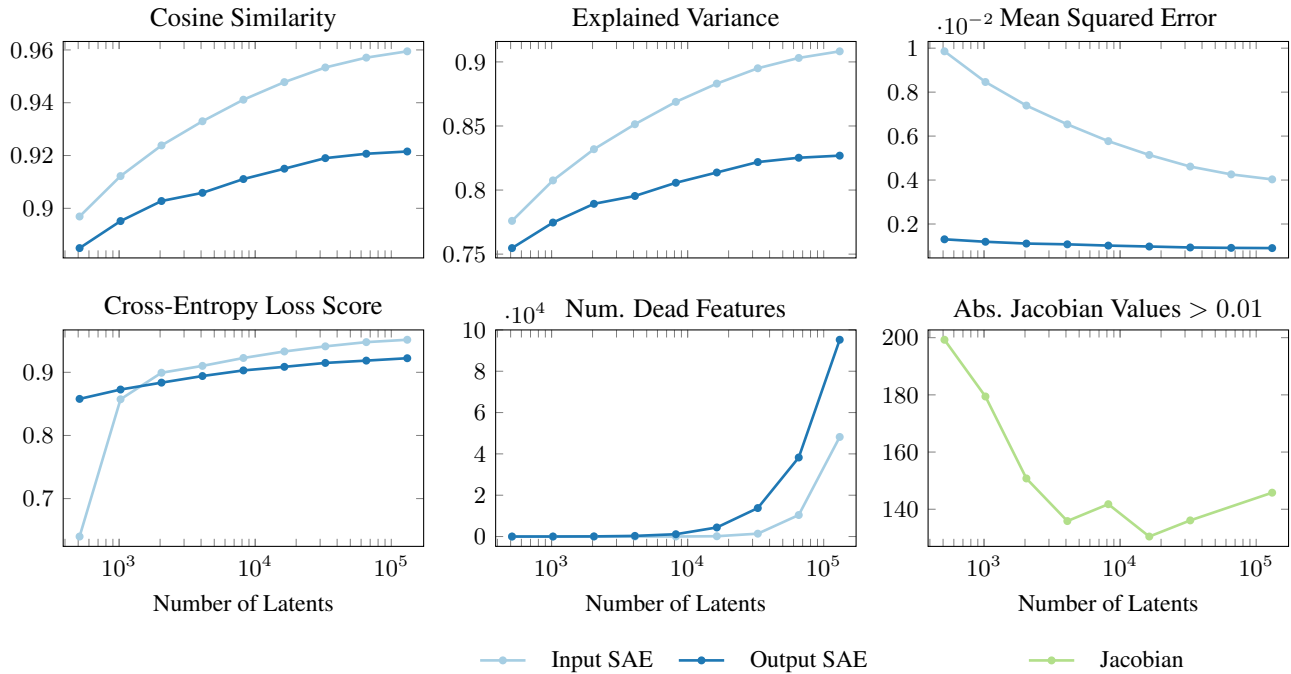 Cosine Similarity
0.96
0.94
0.92
0.9
Explained Variance
0.9
0.85
0.8
0.75
·10⁻² Mean Squared Error
1
0.8
0.6
0.4
0.2
Cross-Entropy Loss Score
0.9
0.8
0.7
10³ 10⁴ 10⁵
Number of Latents
·10⁴ Num. Dead Features
10
8
6
4
2
0
10³ 10⁴ 10⁵
Number of Latents
Abs. Jacobian Values > 0.01
200
180
160
140
10³ 10⁴ 10⁵
Number of Latents
Input SAE Output SAE Jacobian